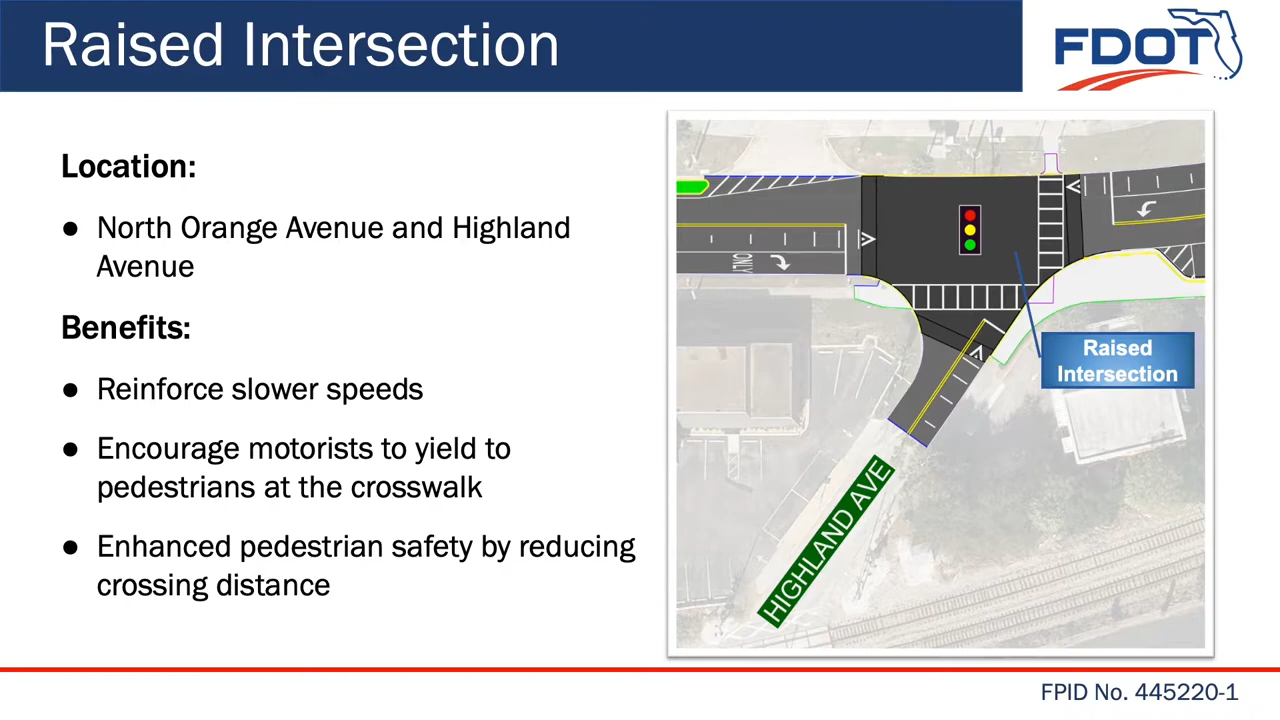 Raised Intersection
FDOT
Location:
● North Orange Avenue and Highland
Avenue
Benefits:
● Reinforce slower speeds
● Encourage motorists to yield to
pedestrians at the crosswalk
● Enhanced pedestrian safety by reducing
crossing distance
ONLY
Raised
Intersection
HIGHLAND AVE
FPID No. 445220-1